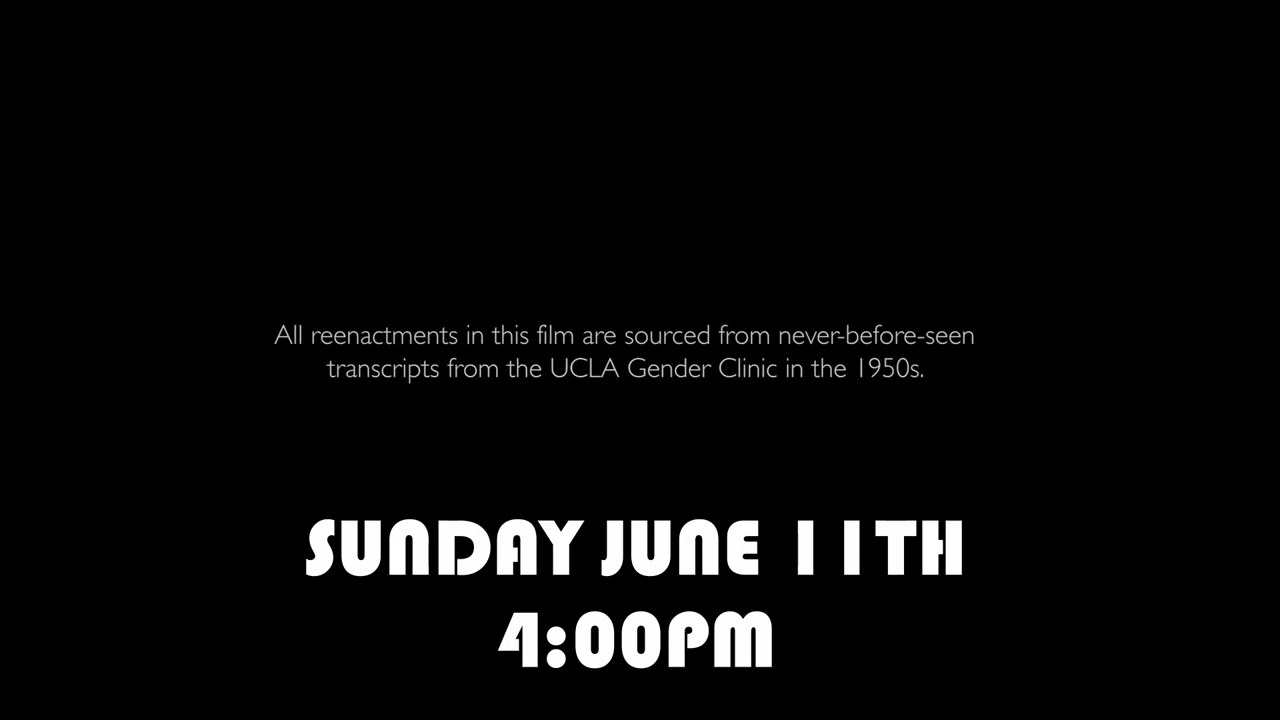 All reenactments in this film are sourced from never-before-seen
transcripts from the UCLA Gender Clinic in the 1950s.
SUNDAY JUNE 11TH
4:00PM